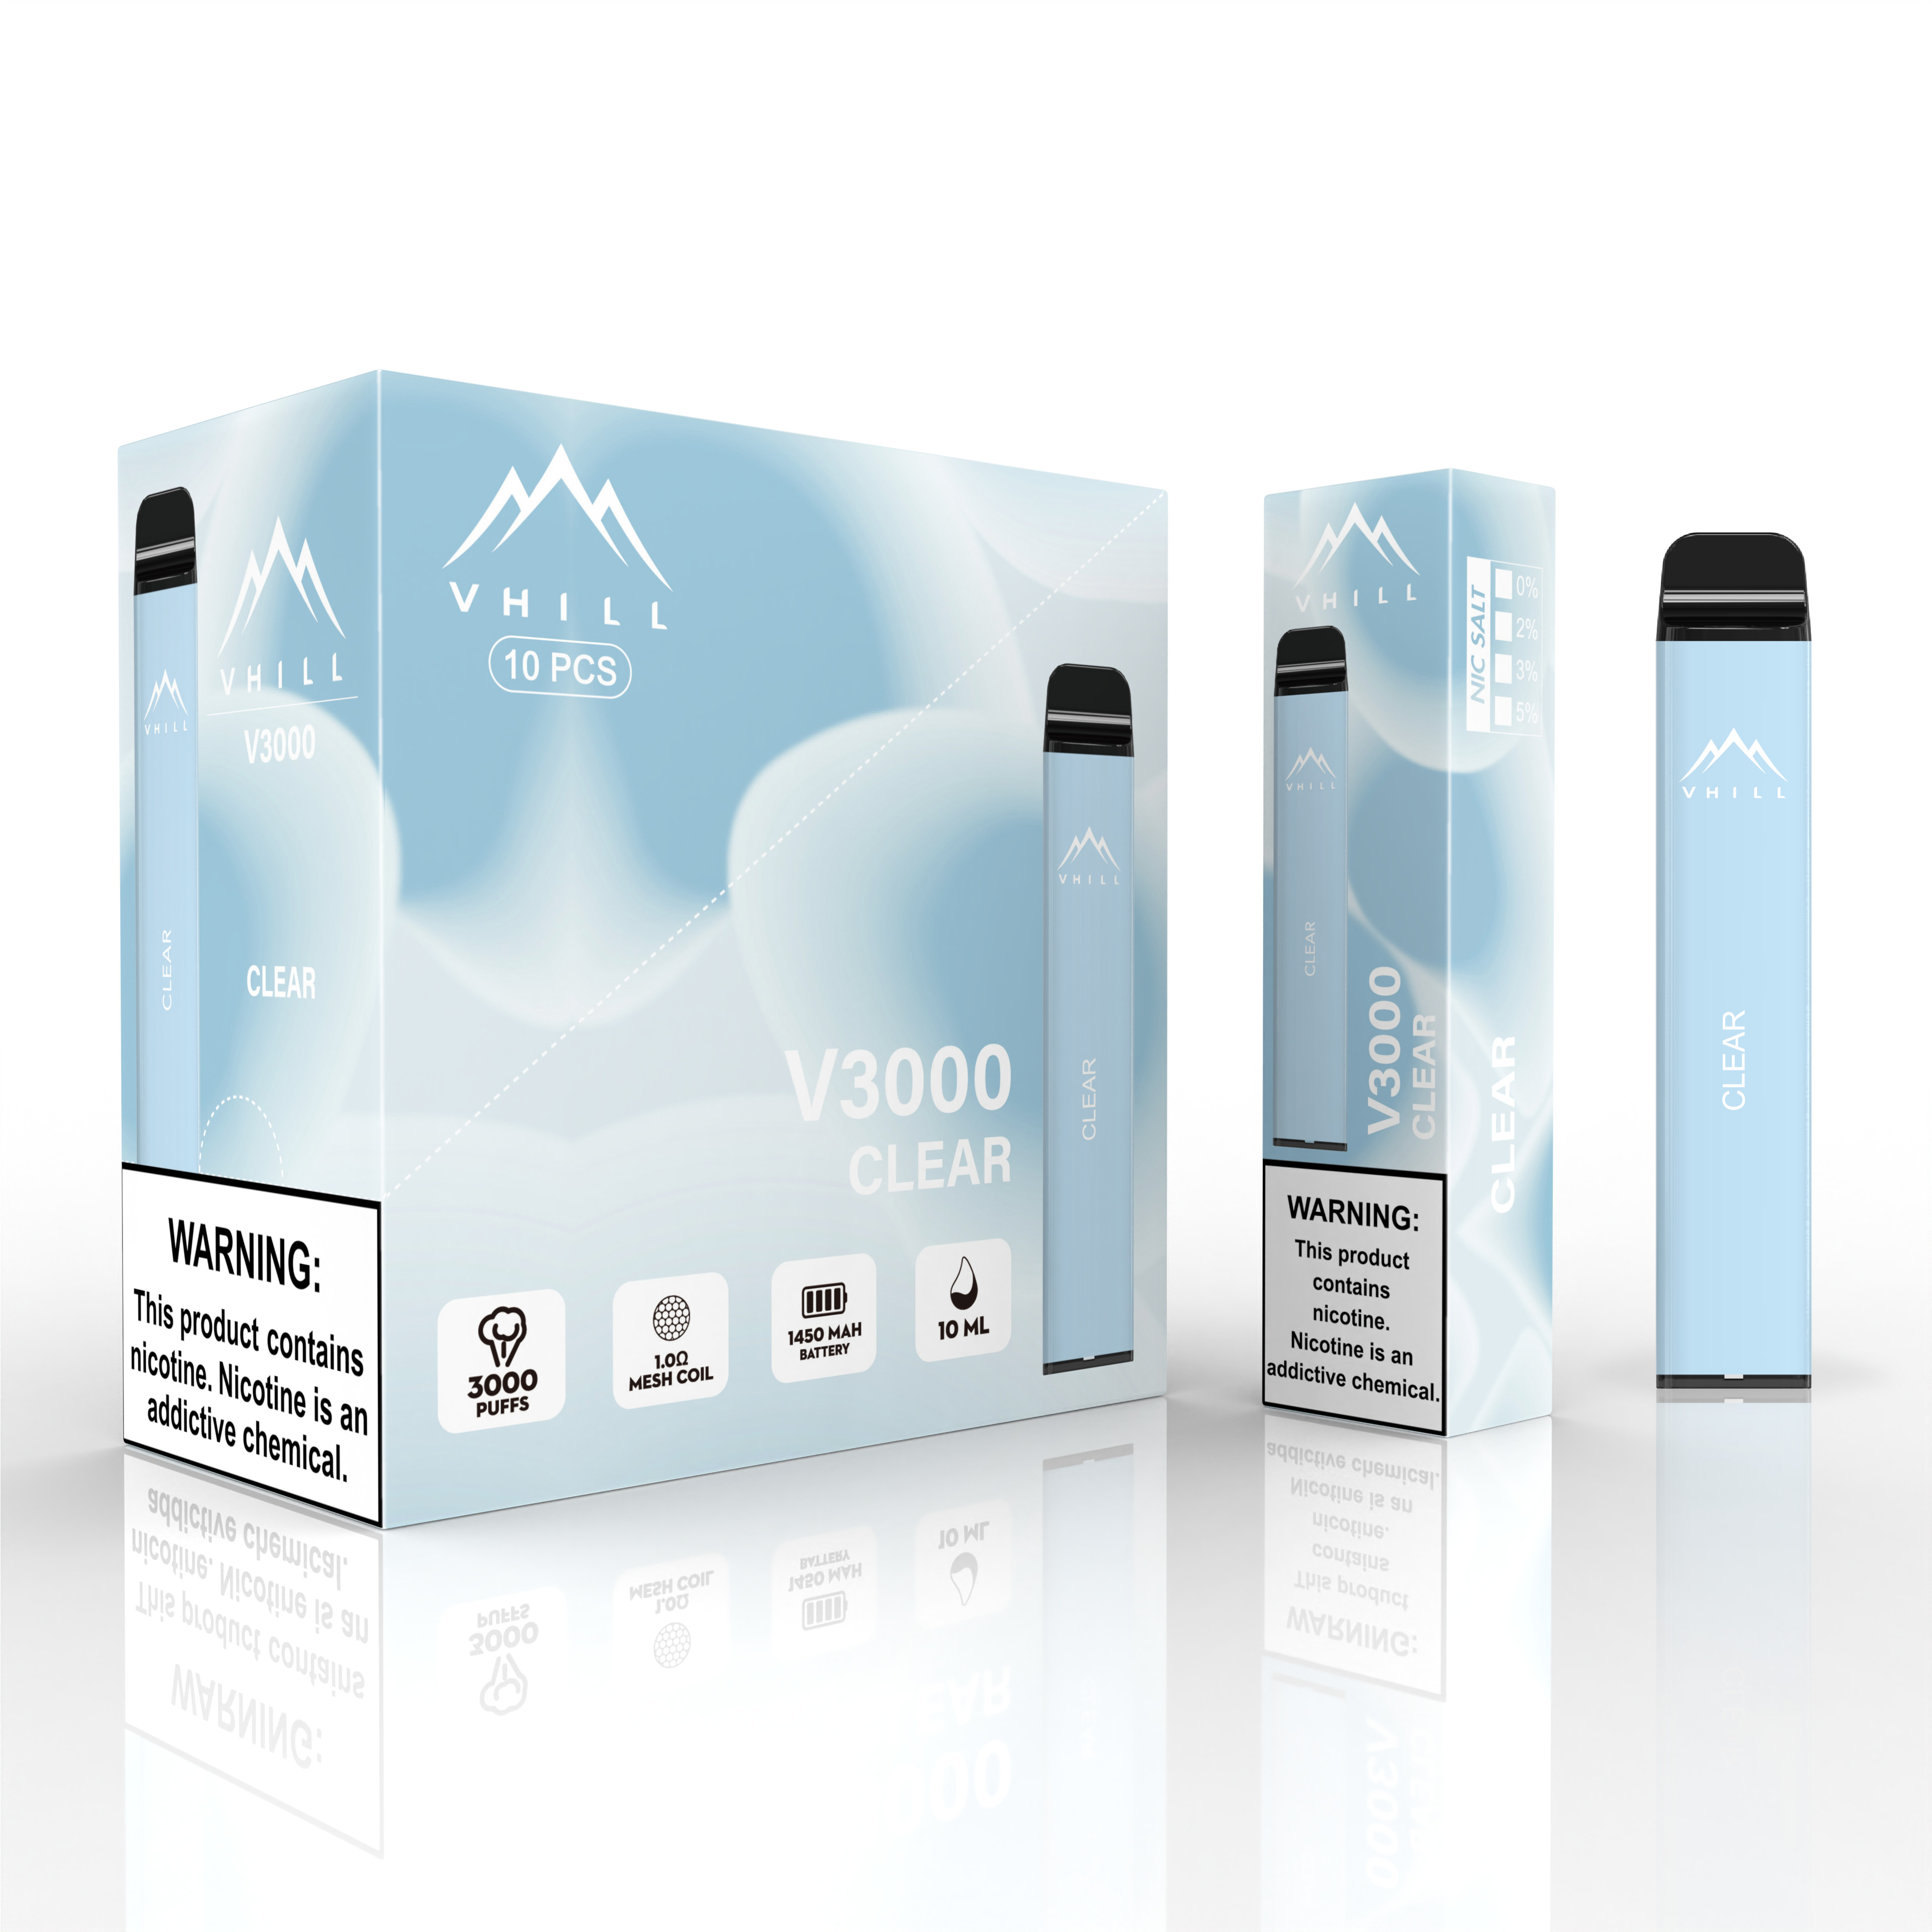 VHILL
V3000
CLEAR
VHILL
CLEAR
WARNING:
This product contains
nicotine. Nicotine is an
addictive chemical.
VHILL
10 PCS
V3000
CLEAR
3000
PUFFS
1.0Ω
MESH COIL
1450 MAH
BATTERY
10 ML
VHILL
CLEAR
VHILL
VHILL
CLEAR
V3000
CLEAR
WARNING:
This product
contains
nicotine.
Nicotine is an
addictive chemical.
NIC SALT
0%
2%
3%
5%
CLEAR
VHILL
CLEAR